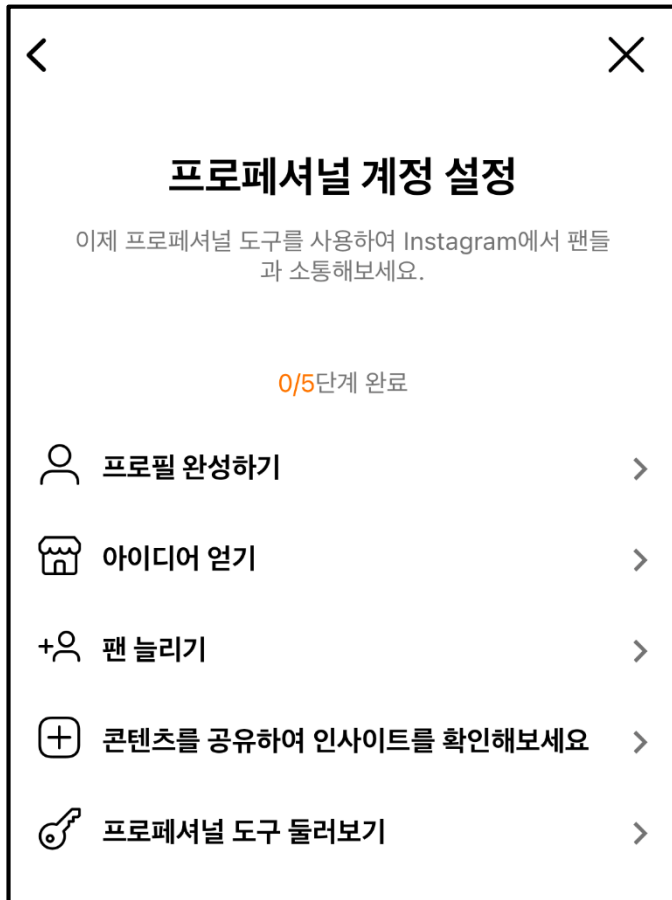 프로페셔널 계정 설정
이제 프로페셔널 도구를 사용하여 Instagram에서 팬들
과 소통해보세요.
0/5단계 완료
프로필 완성하기
아이디어 얻기
팬 늘리기
콘텐츠를 공유하여 인사이트를 확인해보세요
프로페셔널 도구 둘러보기